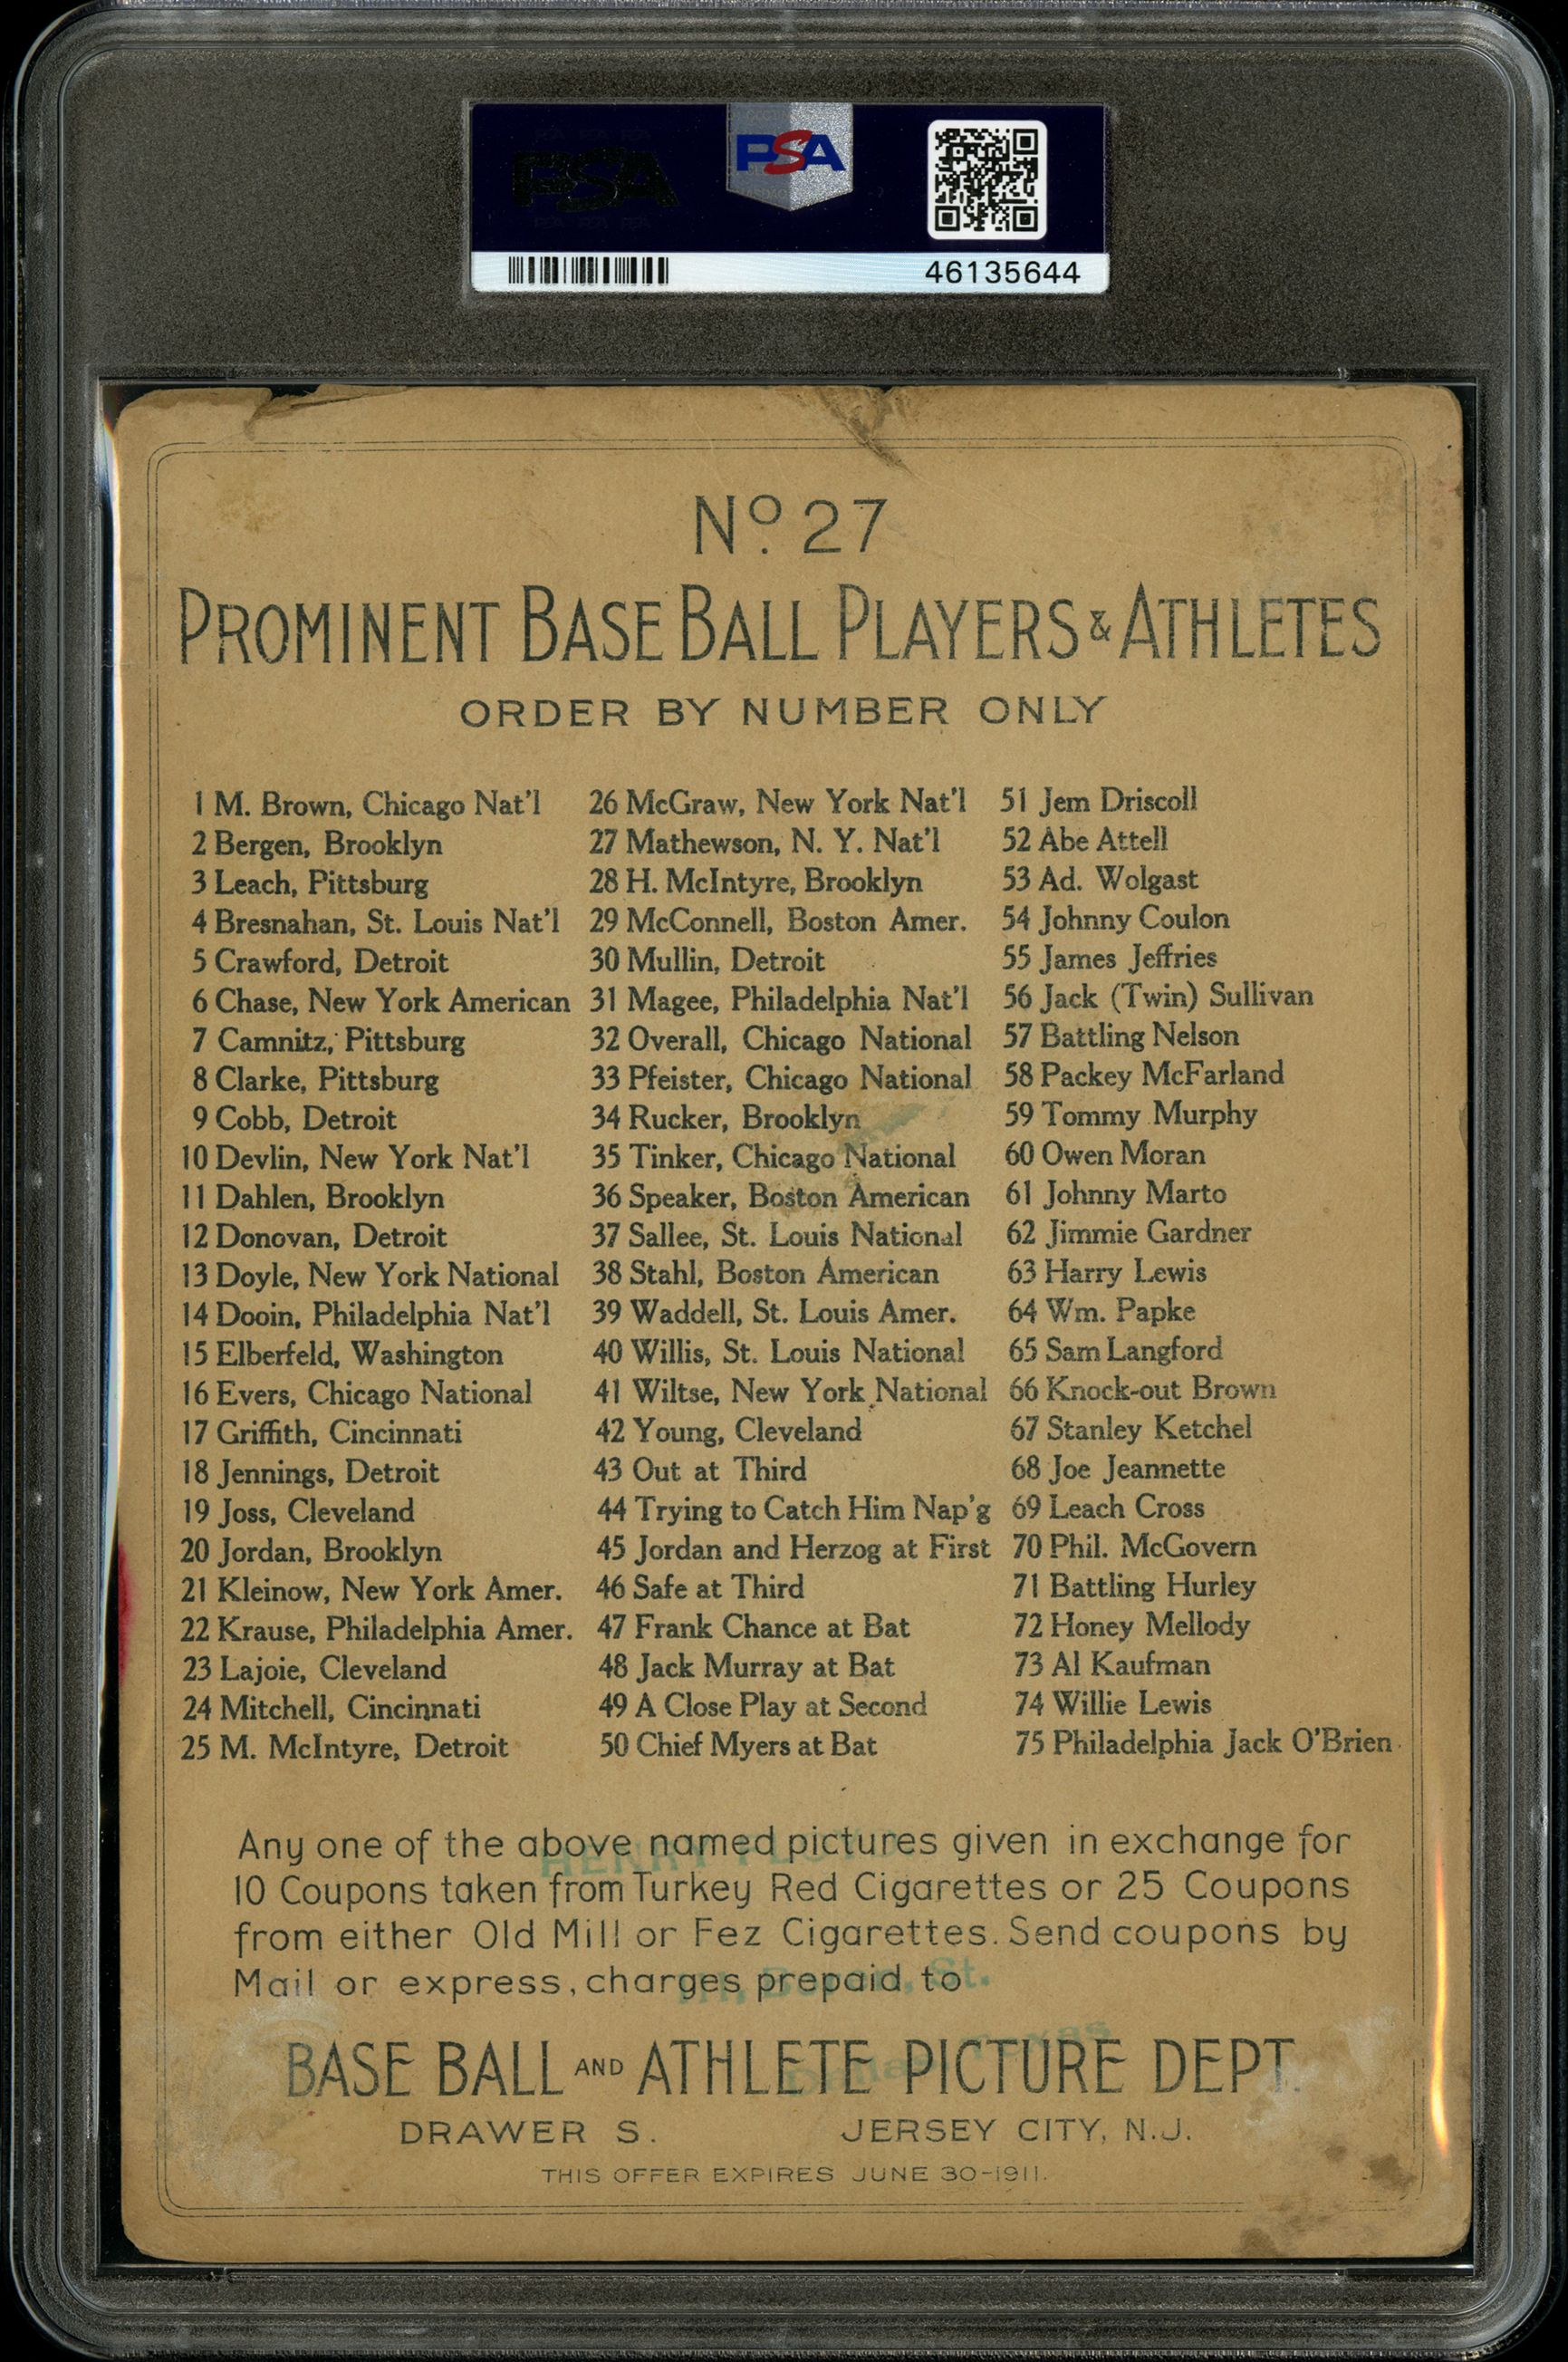 PSA
46135644
No. 27
PROMINENT BASE BALL PLAYERS & ATHLETES
ORDER BY NUMBER ONLY
1 M. Brown, Chicago Nat'l
2 Bergen, Brooklyn
3 Leach, Pittsburg
4 Bresnahan, St. Louis Nat'l
5 Crawford, Detroit
6 Chase, New York American
7 Camnitz, Pittsburg
8 Clarke, Pittsburg
9 Cobb, Detroit
10 Devlin, New York Nat'l
11 Dahlen, Brooklyn
12 Donovan, Detroit
13 Doyle, New York National
14 Dooin, Philadelphia Nat'l
15 Elberfeld, Washington
16 Evers, Chicago National
17 Griffith, Cincinnati
18 Jennings, Detroit
19 Joss, Cleveland
20 Jordan, Brooklyn
21 Kleinow, New York Amer.
22 Krause, Philadelphia Amer.
23 Lajoie, Cleveland
24 Mitchell, Cincinnati
25 M. McIntyre, Detroit
26 McGraw, New York Nat'l
27 Mathewson, N. Y. Nat'l
28 H. McIntyre, Brooklyn
29 McConnell, Boston Amer.
30 Mullin, Detroit
31 Magee, Philadelphia Nat'l
32 Overall, Chicago National
33 Pfeister, Chicago National
34 Rucker, Brooklyn
35 Tinker, Chicago National
36 Speaker, Boston American
37 Sallee, St. Louis National
38 Stahl, Boston American
39 Waddell, St. Louis Amer.
40 Willis, St. Louis National
41 Wiltse, New York National
42 Young, Cleveland
43 Out at Third
44 Trying to Catch Him Nap'g
45 Jordan and Herzog at First
46 Safe at Third
47 Frank Chance at Bat
48 Jack Murray at Bat
49 A Close Play at Second
50 Chief Myers at Bat
51 Jem Driscoll
52 Abe Attell
53 Ad. Wolgast
54 Johnny Coulon
55 James Jeffries
56 Jack (Twin) Sullivan
57 Battling Nelson
58 Packey McFarland
59 Tommy Murphy
60 Owen Moran
61 Johnny Marto
62 Jimmie Gardner
63 Harry Lewis
64 Wm. Papke
65 Sam Langford
66 Knock-out Brown
67 Stanley Ketchel
68 Joe Jeannette
69 Leach Cross
70 Phil. McGovern
71 Battling Hurley
72 Honey Mellody
73 Al Kaufman
74 Willie Lewis
75 Philadelphia Jack O'Brien
Any one of the above named pictures given in exchange for
10 Coupons taken from Turkey Red Cigarettes or 25 Coupons
from either Old Mill or Fez Cigarettes. Send coupons by
Mail or express, charges prepaid to
BASE BALL AND ATHLETE PICTURE DEPT.
DRAWER S. JERSEY CITY, N.J.
THIS OFFER EXPIRES JUNE 30-1911.